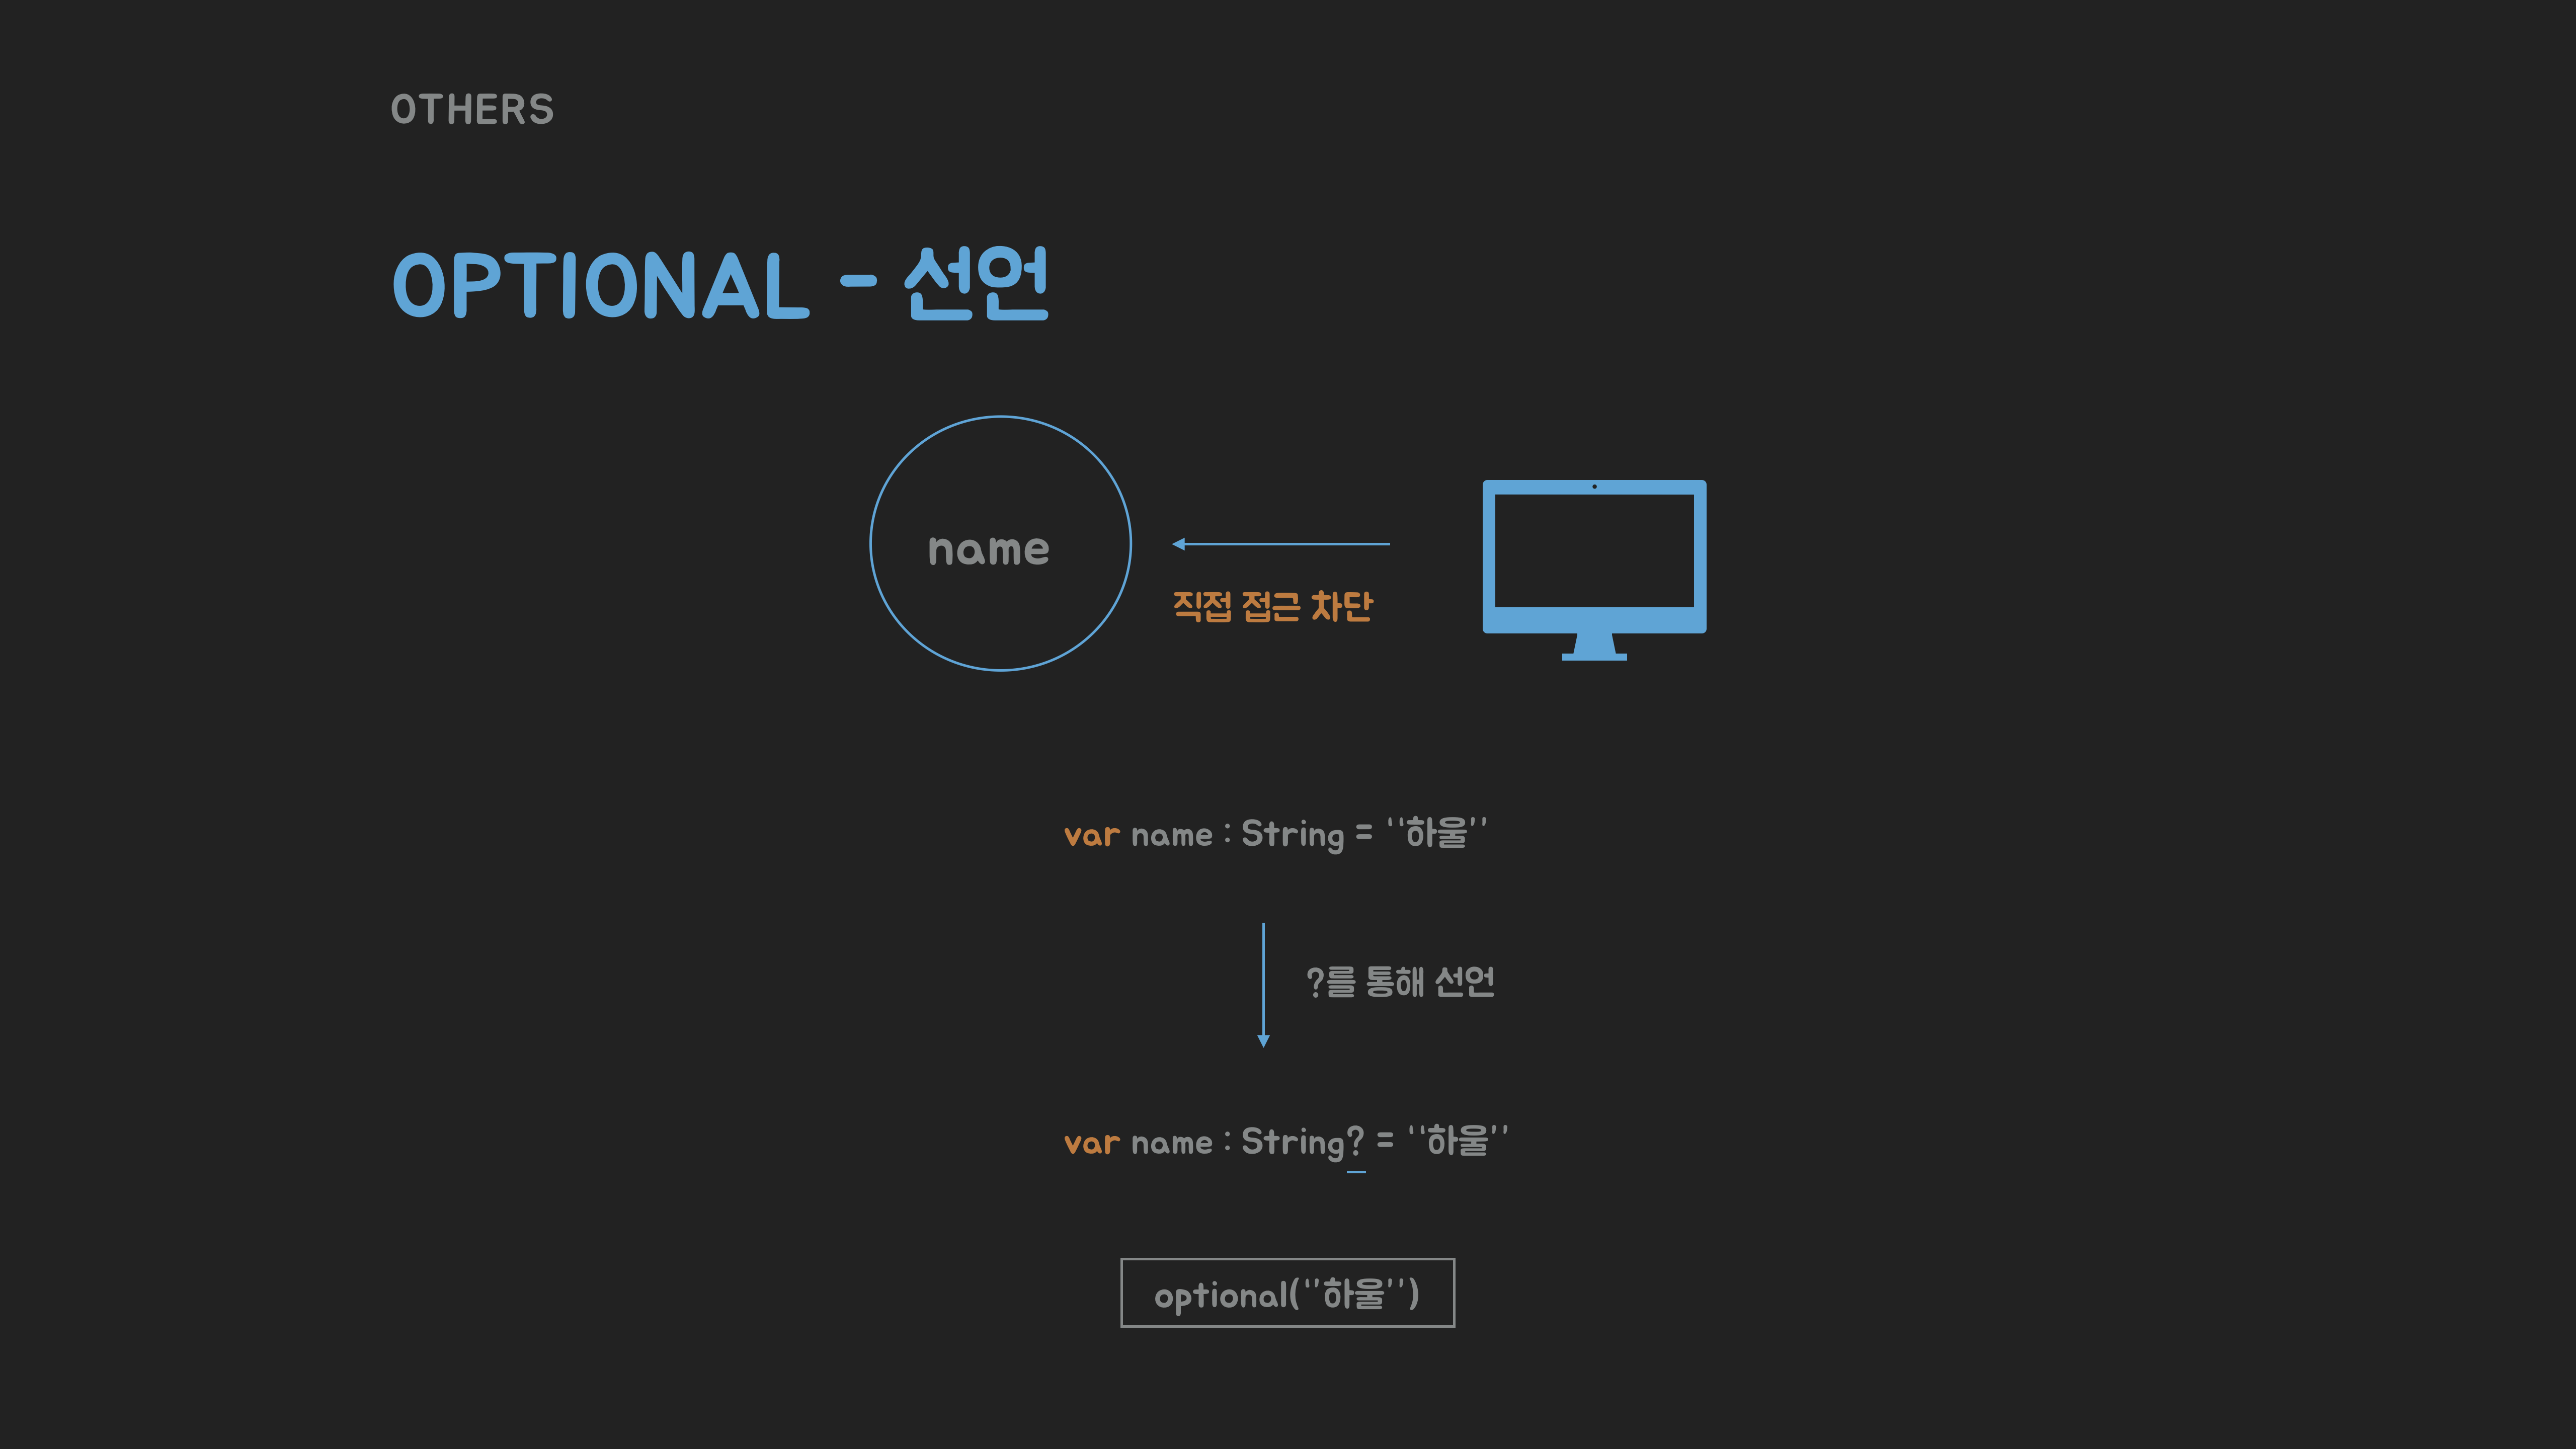 OTHERS
OPTIONAL - 선언
name
직접 접근 차단
var name : String = ‘‘하울’’
?를 통해 선언
var name : String? = ‘‘하울’’
optional(‘’하울’’)